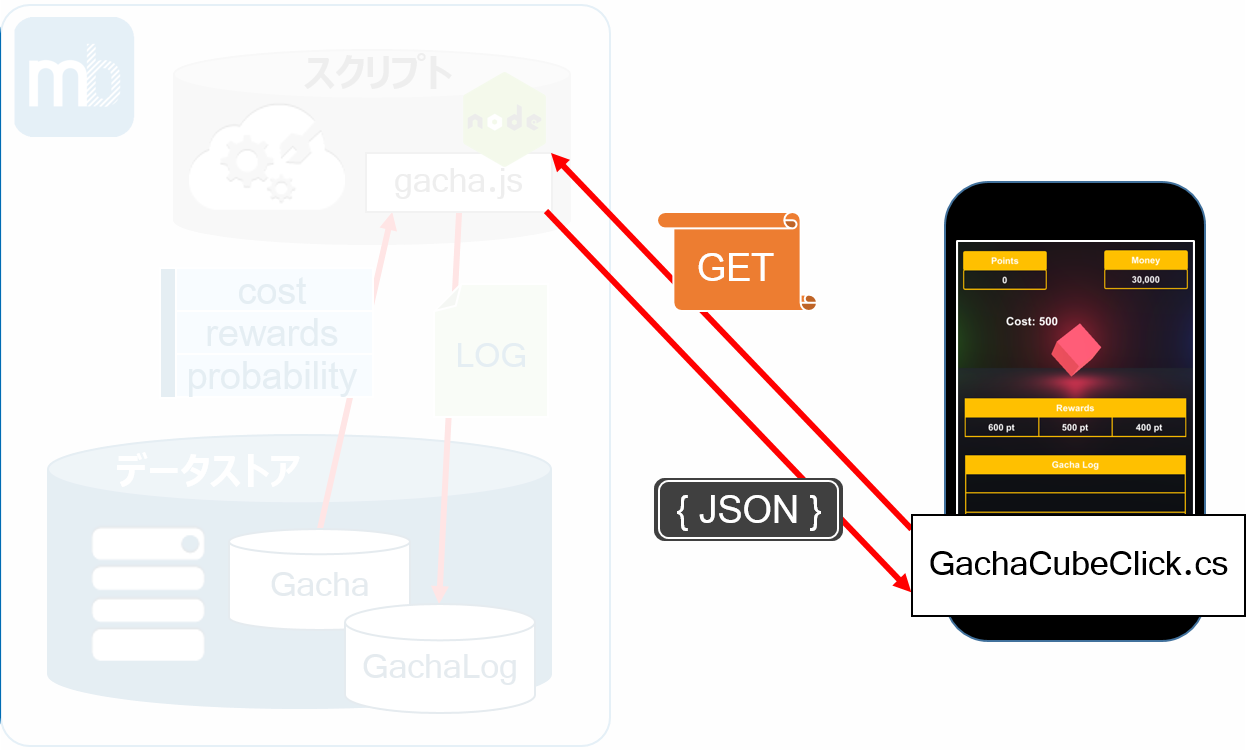 mb
スクリプト
node
gacha.js
cost
rewards
probability
LOG
データストア
Gacha
GachaLog
GET
{ JSON }
Points
0
Money
30,000
Cost: 500
Rewards
600 pt
500 pt
400 pt
Gacha Log
GachaCubeClick.cs